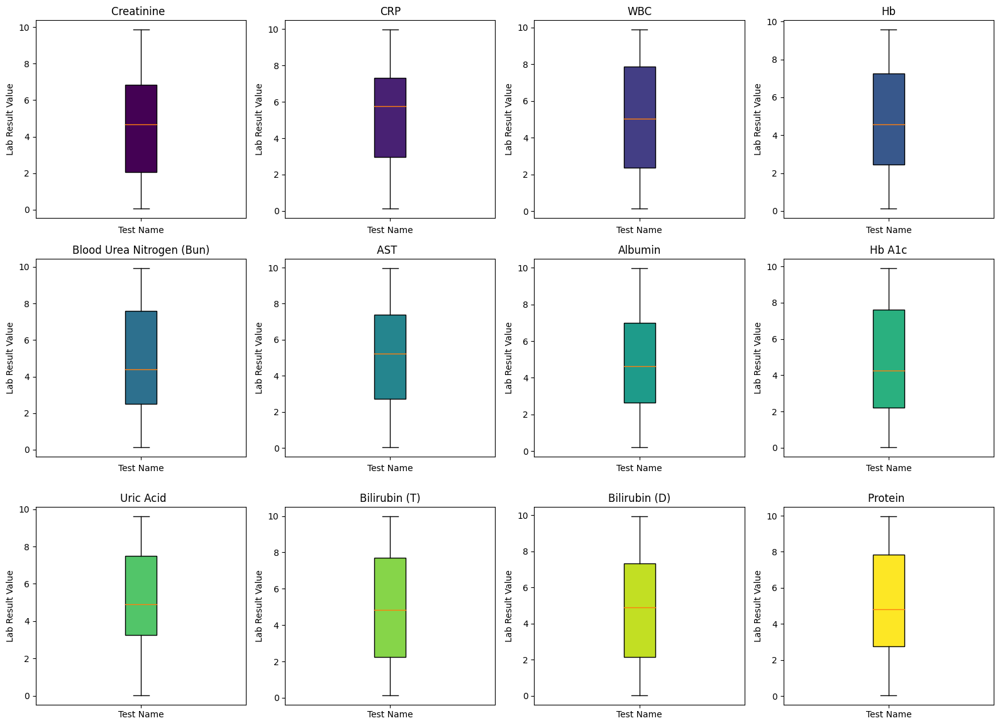 Creatinine
10
8
6
4
2
0
Lab Result Value
Test Name
CRP
10
8
6
4
2
0
Lab Result Value
Test Name
WBC
10
8
6
4
2
0
Lab Result Value
Test Name
Hb
10
8
6
4
2
0
Lab Result Value
Test Name
Blood Urea Nitrogen (Bun)
10
8
6
4
2
0
Lab Result Value
Test Name
AST
10
8
6
4
2
0
Lab Result Value
Test Name
Albumin
10
8
6
4
2
0
Lab Result Value
Test Name
Hb A1c
10
8
6
4
2
0
Lab Result Value
Test Name
Uric Acid
10
8
6
4
2
0
Lab Result Value
Test Name
Bilirubin (T)
10
8
6
4
2
0
Lab Result Value
Test Name
Bilirubin (D)
10
8
6
4
2
0
Lab Result Value
Test Name
Protein
10
8
6
4
2
0
Lab Result Value
Test Name